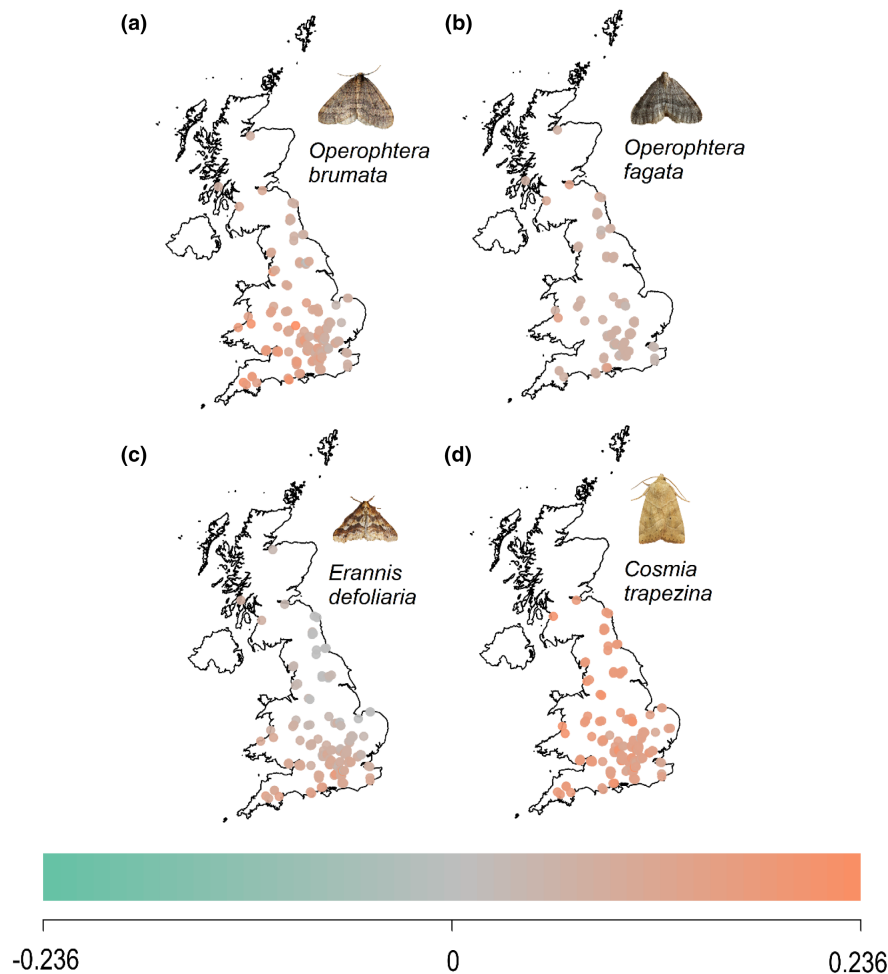 (a)
Operophtera
brumata
(b)
Operophtera
fagata
(c)
Erannis
defoliaria
(d)
Cosmia
trapezina
-0.236 0 0.236